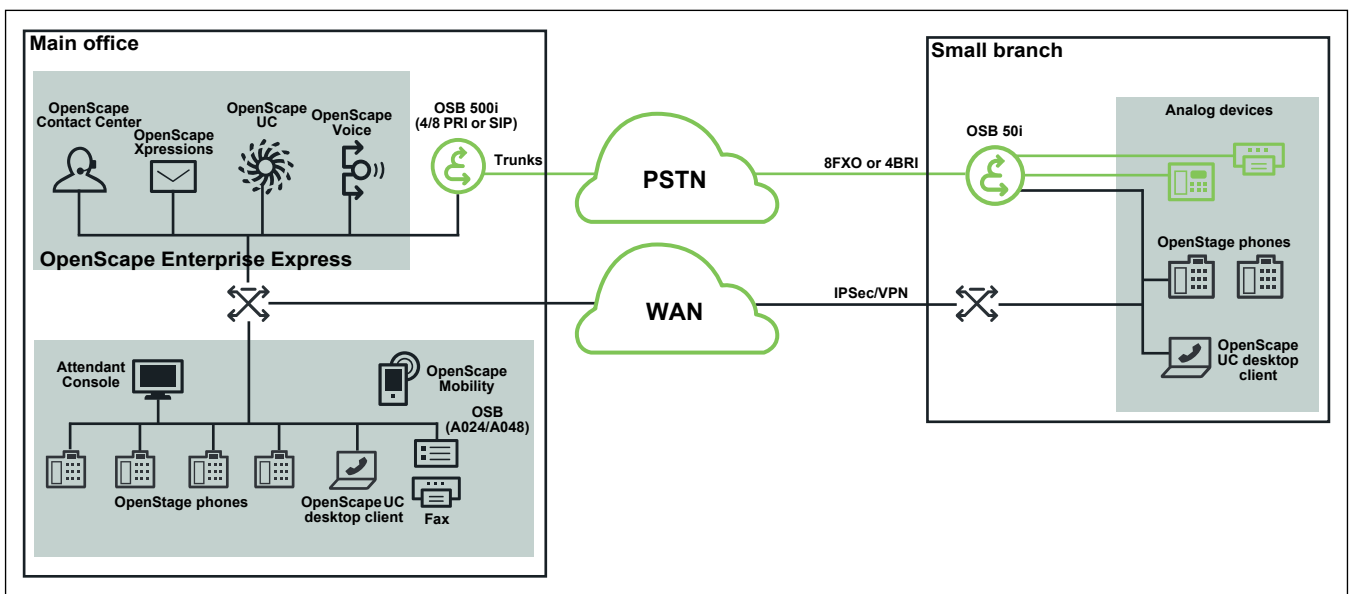 Main office
OpenScape
Contact Center
OpenScape
Xpressions
OpenScape
UC
OpenScape
Voice
OSB 500i
(4/8 PRI or SIP)
Trunks
OpenScape Enterprise Express
PSTN
8FXO or 4BRI
WAN
IPSec/VPN
Attendant
Console
OpenScape
Mobility
OSB
(A024/A048)
OpenStage phones
OpenScape UC
desktop client
Fax
Small branch
OSB 50i
Analog devices
OpenStage phones
OpenScape
UC desktop
client